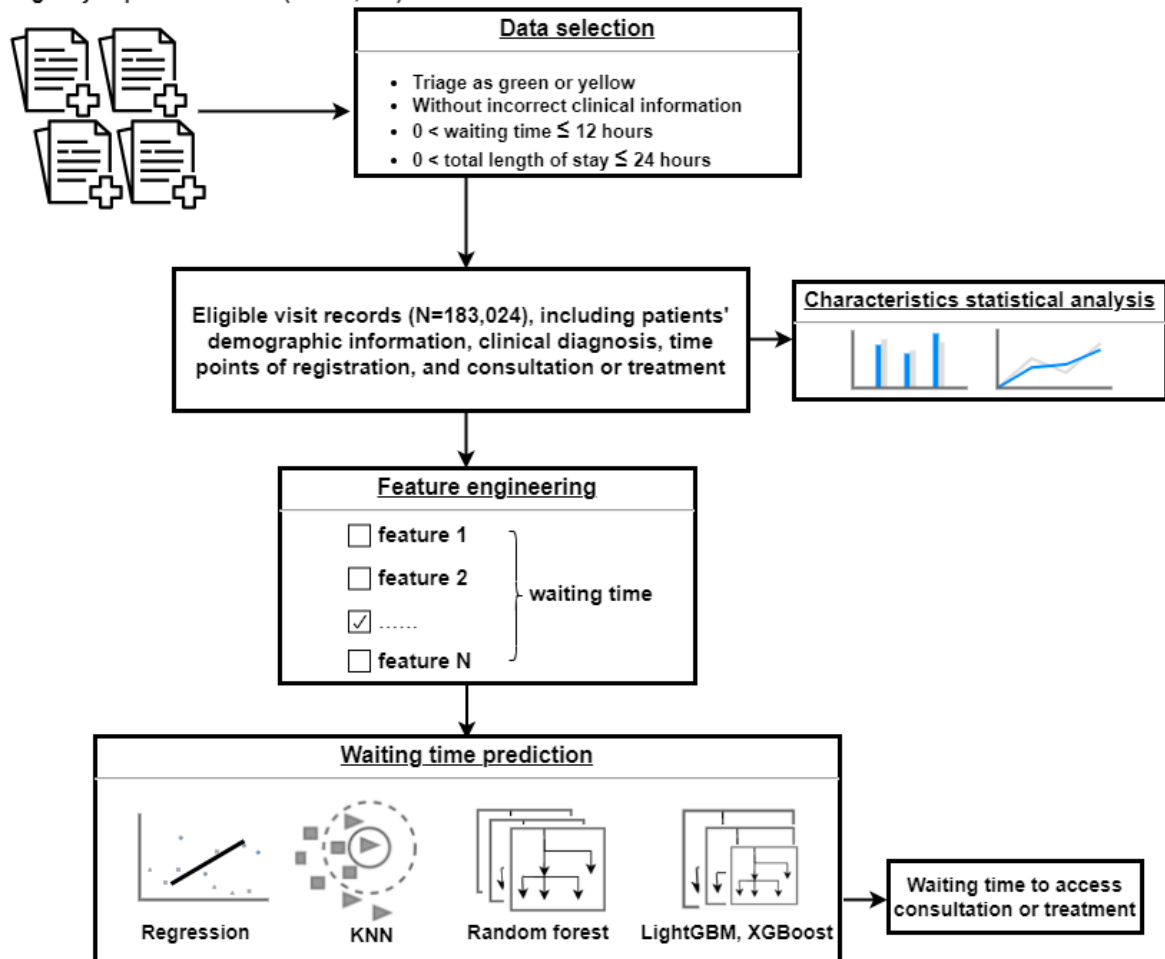 Data selection
• Triage as green or yellow
• Without incorrect clinical information
• 0 < waiting time ≤ 12 hours
• 0 < total length of stay ≤ 24 hours
Eligible visit records (N=183,024), including patients'
demographic information, clinical diagnosis, time
points of registration, and consultation or treatment
Characteristics statistical analysis
Feature engineering
feature 1
feature 2
......
feature N
waiting time
Waiting time prediction
Regression
KNN
Random forest
LightGBM, XGBoost
Waiting time to access
consultation or treatment